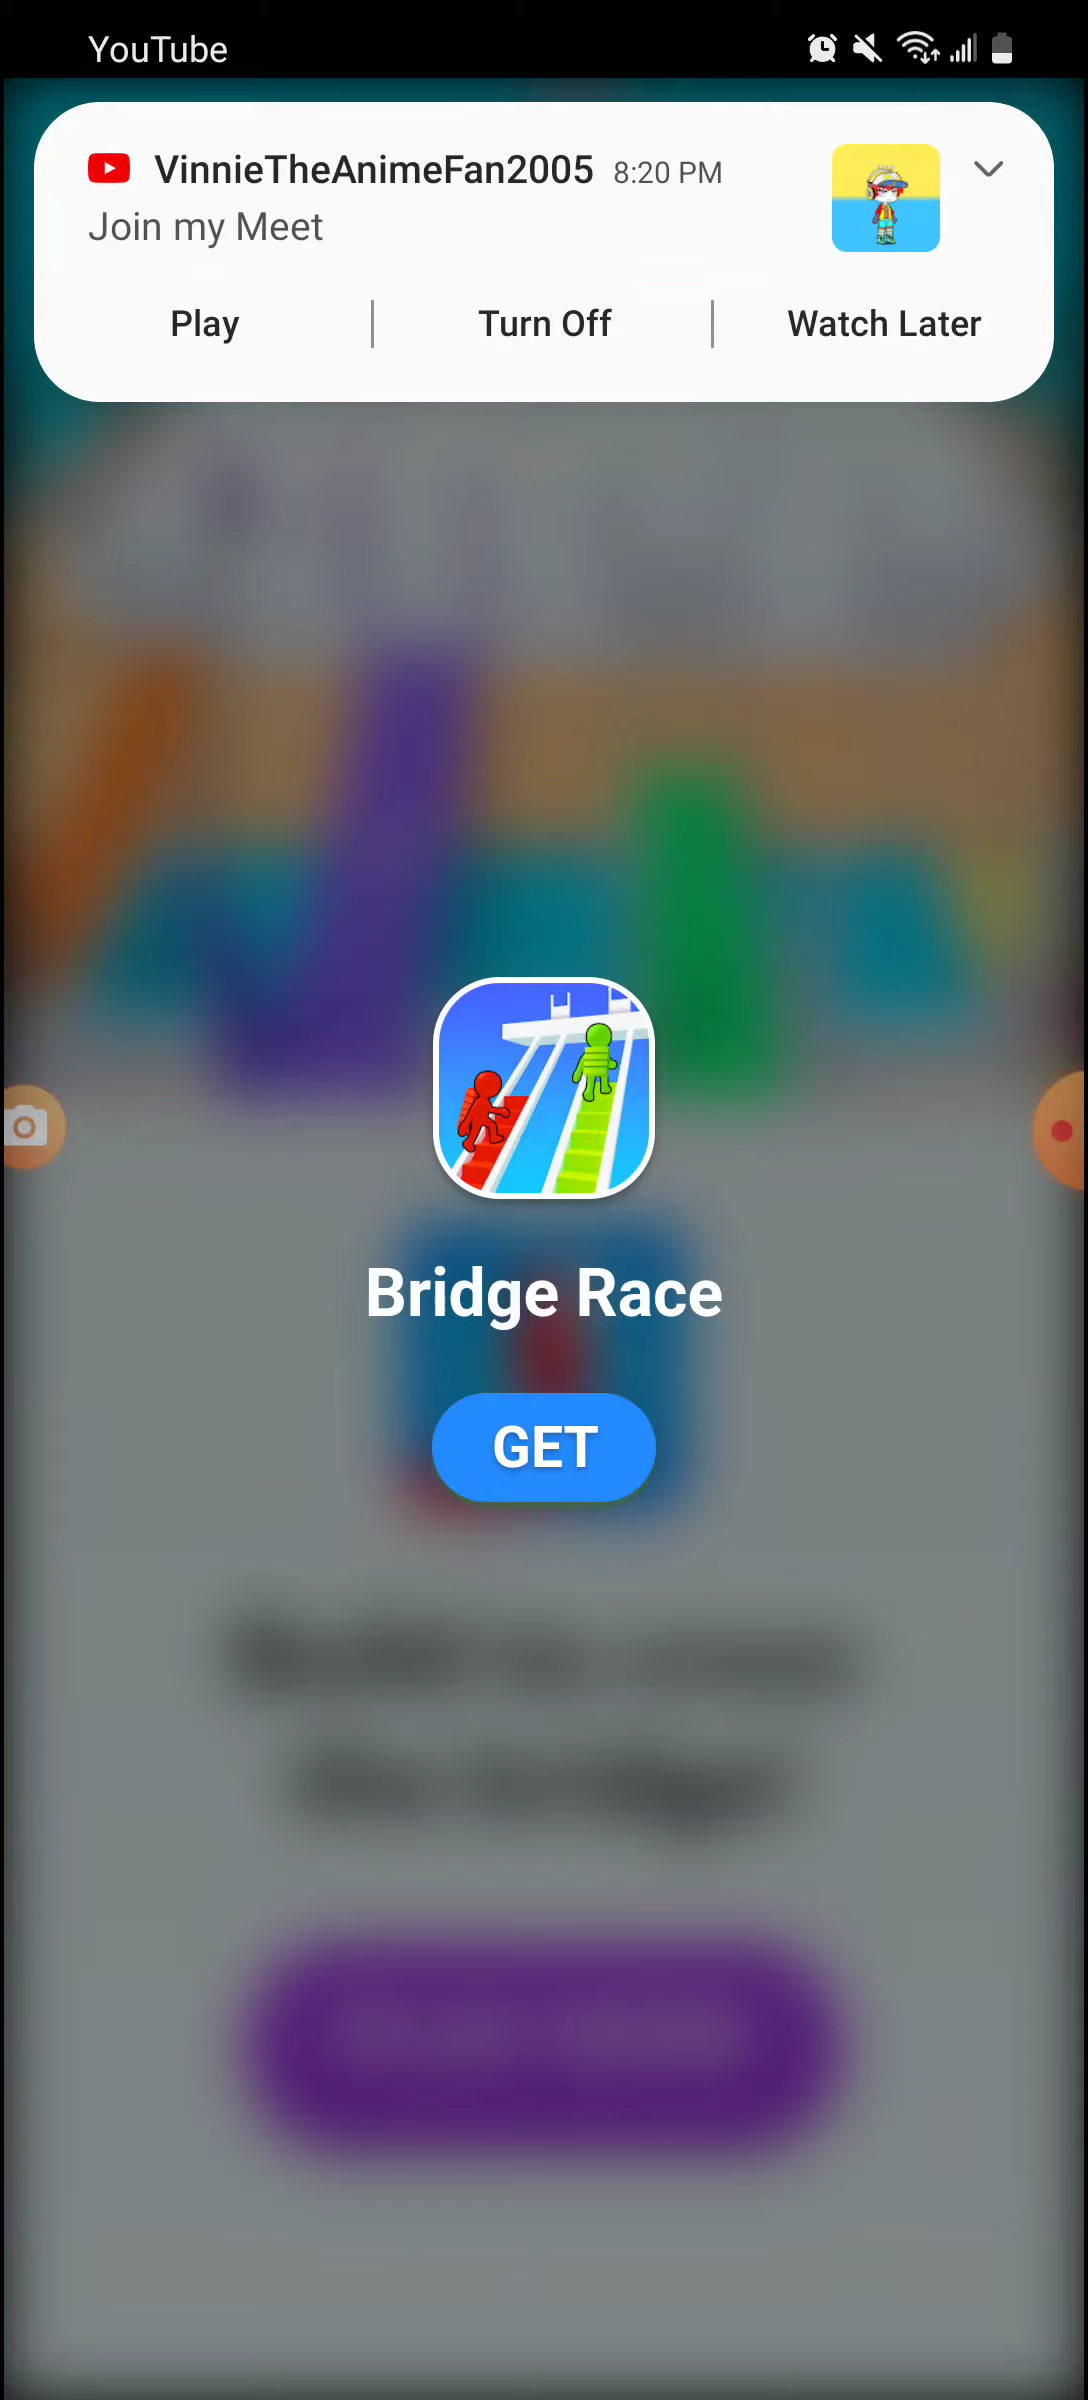 YouTube
VinnieTheAnimeFan2005 8:20 PM
Join my Meet
Play
Turn Off
Watch Later
Bridge Race
GET